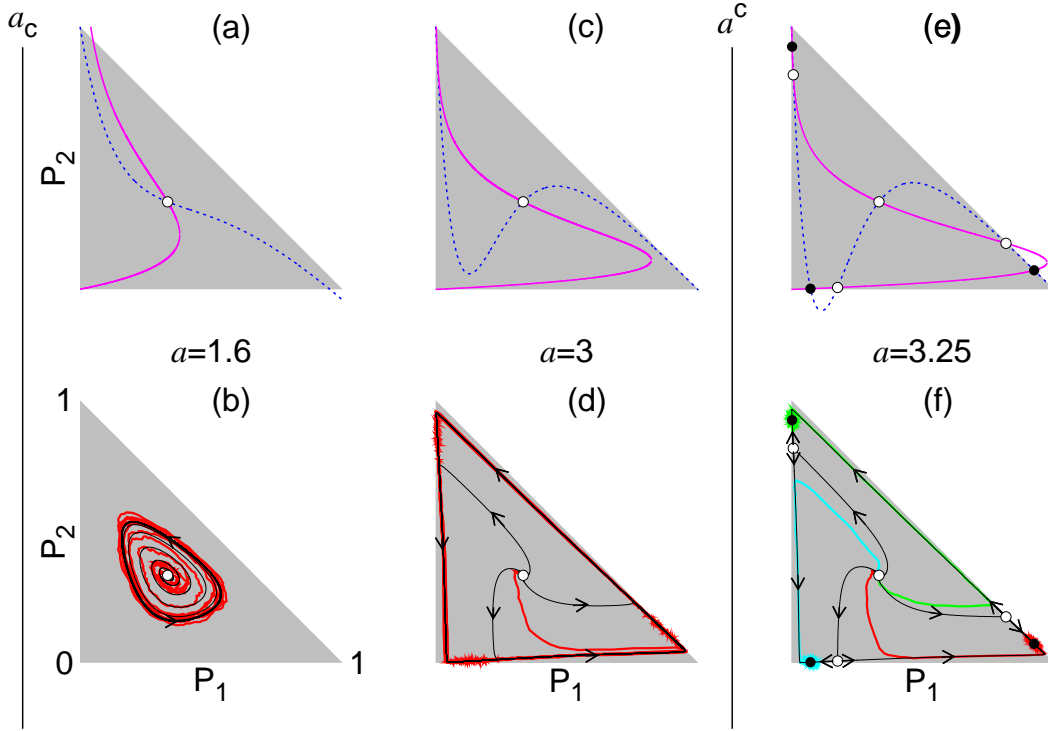 a_c (a) (c) a^c (e)
P_2
a=1.6 a=3 a=3.25
1 (b) (d) (f)
P_2
0 1
P_1 P_1 P_1